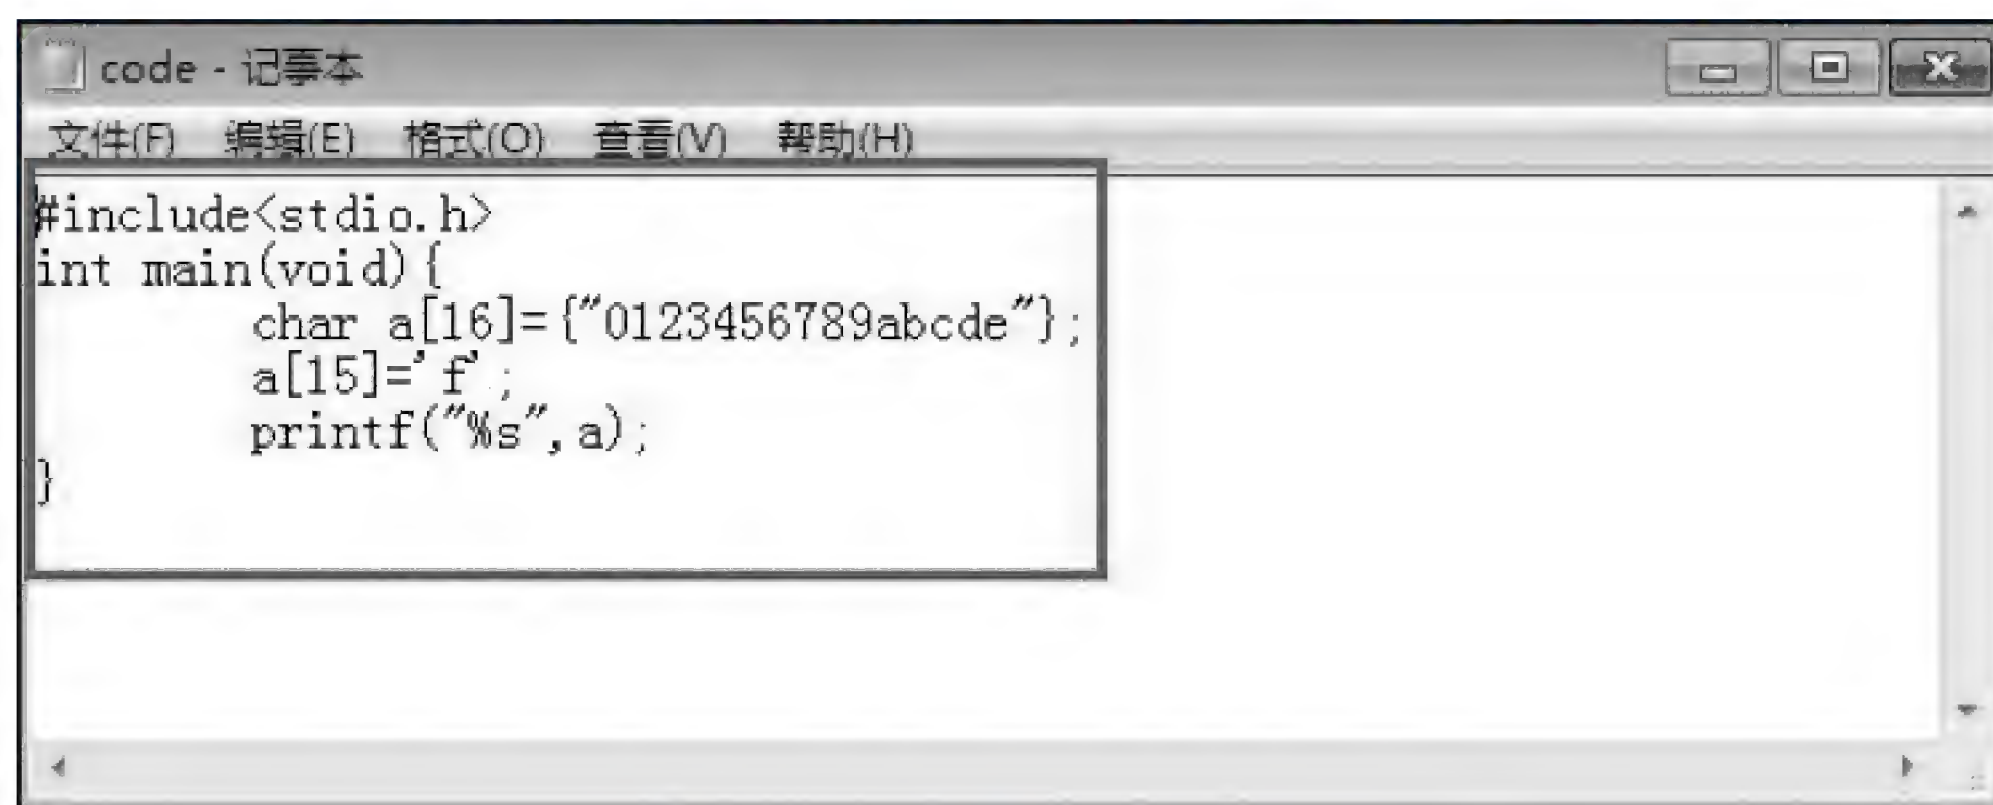 code - 记事本
文件(F) 编辑(E) 格式(O) 查看(V) 帮助(H)
#include<stdio.h>
int main(void){
        char a[16]={"0123456789abcde"};
        a[15]='f';
        printf("%s",a);
}